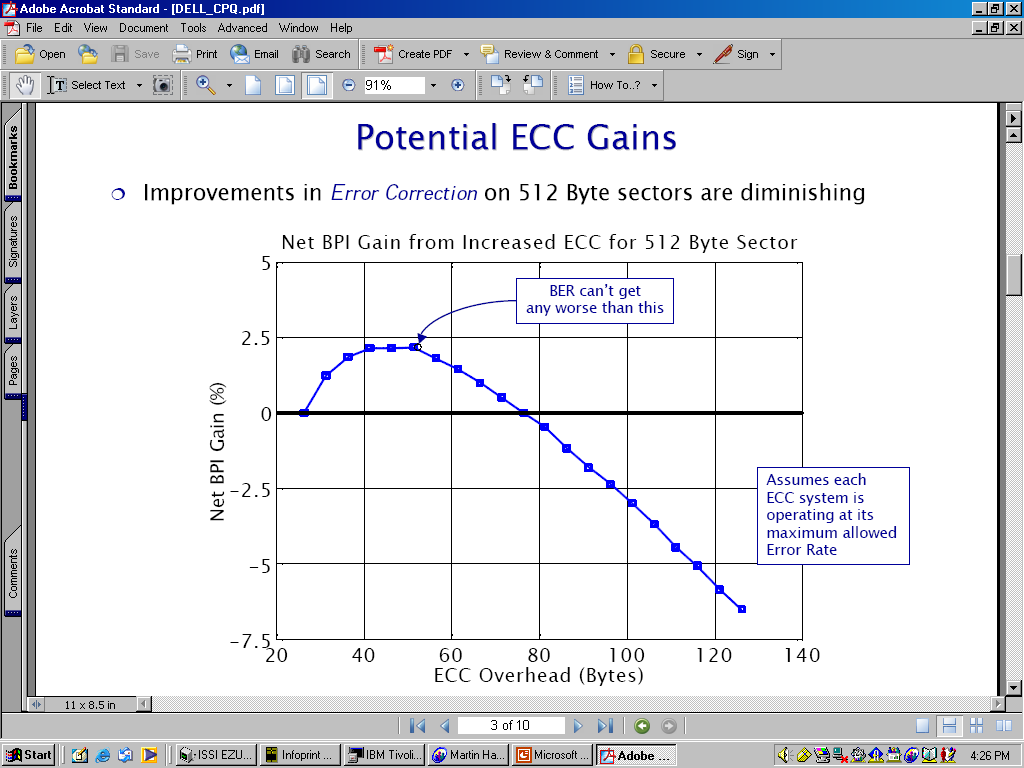 Adobe Acrobat Standard - [DELL_CPQ.pdf]
File Edit View Document Tools Advanced Window Help
Open Save Print Email Search Create PDF Review & Comment Secure Sign
Select Text 91% How To..?
Bookmarks
Signatures
Layers
Pages
Comments
Potential ECC Gains
Improvements in Error Correction on 512 Byte sectors are diminishing
Net BPI Gain from Increased ECC for 512 Byte Sector
5
BER can't get
any worse than this
2.5
0
Net BPI Gain (%)
-2.5
Assumes each
ECC system is
operating at its
maximum allowed
Error Rate
-5
-7.5
20 40 60 80 100 120 140
ECC Overhead (Bytes)
11 x 8.5 in
3 of 10
Start ISSI EZU... Infoprint ... IBM Tivoli... Martin Ha... Microsoft ... Adobe ... 4:26 PM